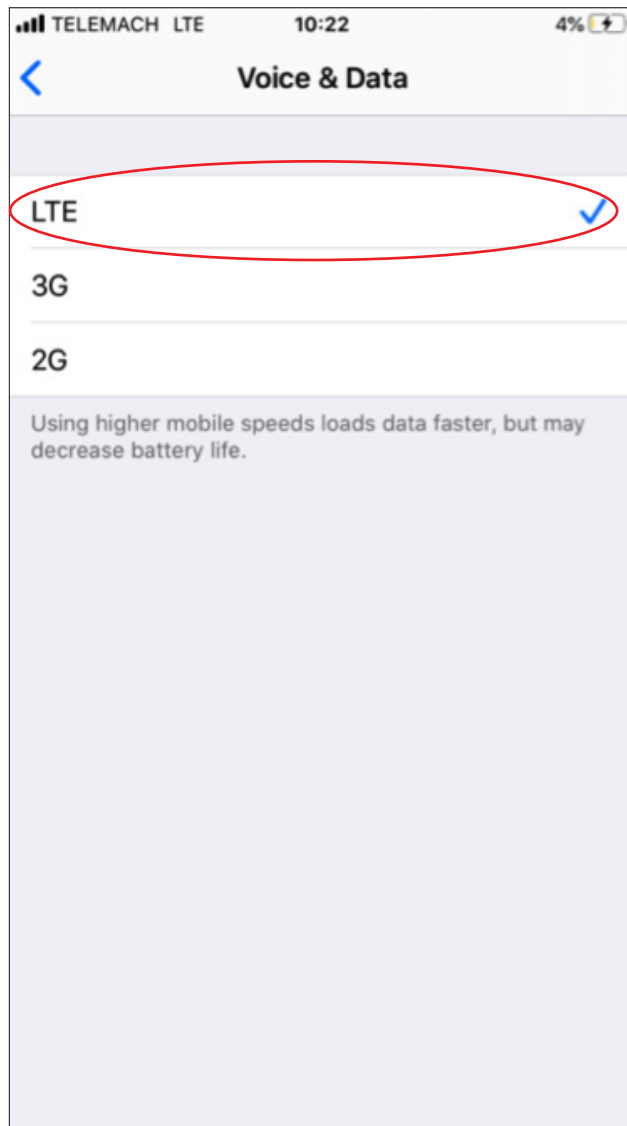 TELEMACH LTE 10:22 4%
Voice & Data
LTE
3G
2G
Using higher mobile speeds loads data faster, but may
decrease battery life.